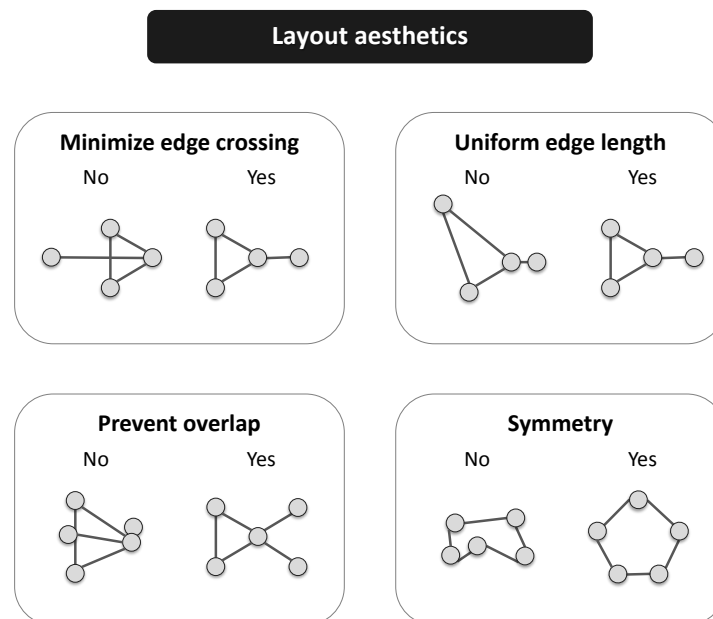 Layout aesthetics
Minimize edge crossing
No Yes
Uniform edge length
No Yes
Prevent overlap
No Yes
Symmetry
No Yes